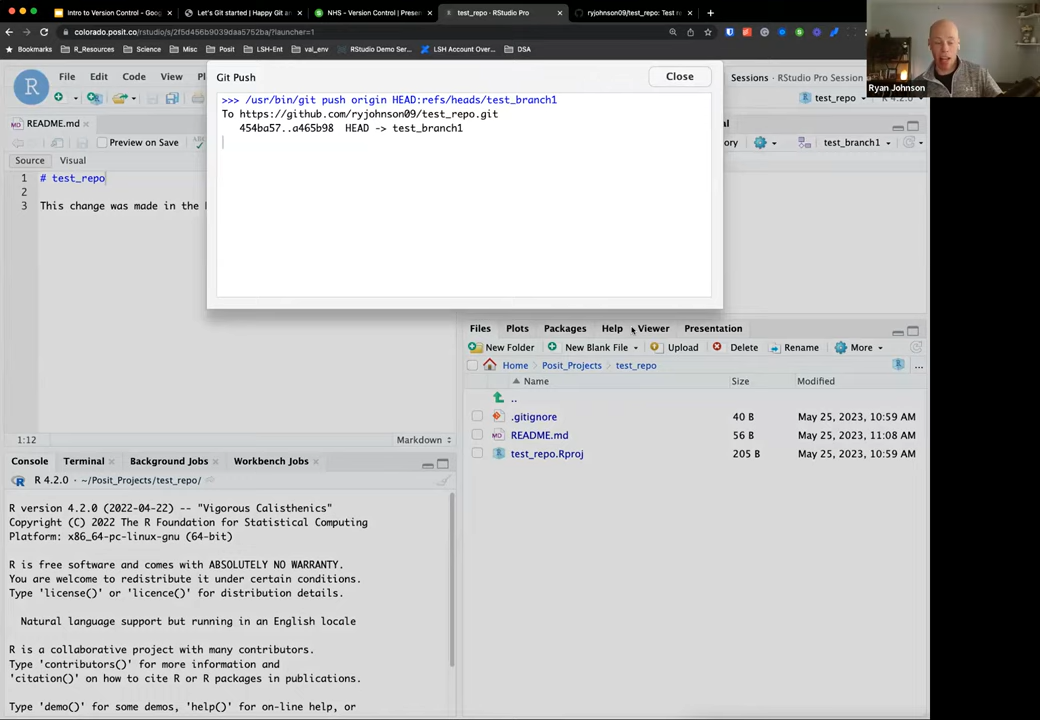 Intro to Version Control - Goog
Let's Git started | Happy Git an
NHS - Version Control | Presen
test_repo - RStudio Pro
ryjohnson09/test_repo: Test re
colorado.posit.co/rstudio/s/2f5d456b9039daa5752ba/?launcher=1
Bookmarks R_Resources Science Misc Posit LSH-Ent val_env RStudio Demo Ser... LSH Account Over... DSA
File Edit Code View
Sessions RStudio Pro Session
test_repo R 4.2.0
Git Push
Close
>>> /usr/bin/git push origin HEAD:refs/heads/test_branch1
To https://github.com/ryjohnson09/test_repo.git
454ba57..a465b98 HEAD -> test_branch1
README.md
Preview on Save
test_branch1
Source Visual
1 # test_repo
2
3 This change was made in the
1:12 Markdown
Files Plots Packages Help Viewer Presentation
New Folder New Blank File Upload Delete Rename More
Home Posit_Projects test_repo
Name Size Modified
..
.gitignore 40 B May 25, 2023, 10:59 AM
README.md 56 B May 25, 2023, 11:08 AM
test_repo.Rproj 205 B May 25, 2023, 10:59 AM
Console Terminal Background Jobs Workbench Jobs
R 4.2.0 · ~/Posit_Projects/test_repo/
R version 4.2.0 (2022-04-22) -- "Vigorous Calisthenics"
Copyright (C) 2022 The R Foundation for Statistical Computing
Platform: x86_64-pc-linux-gnu (64-bit)
R is free software and comes with ABSOLUTELY NO WARRANTY.
You are welcome to redistribute it under certain conditions.
Type 'license()' or 'licence()' for distribution details.
Natural language support but running in an English locale
R is a collaborative project with many contributors.
Type 'contributors()' for more information and
'citation()' on how to cite R or R packages in publications.
Type 'demo()' for some demos, 'help()' for on-line help, or
Ryan Johnson